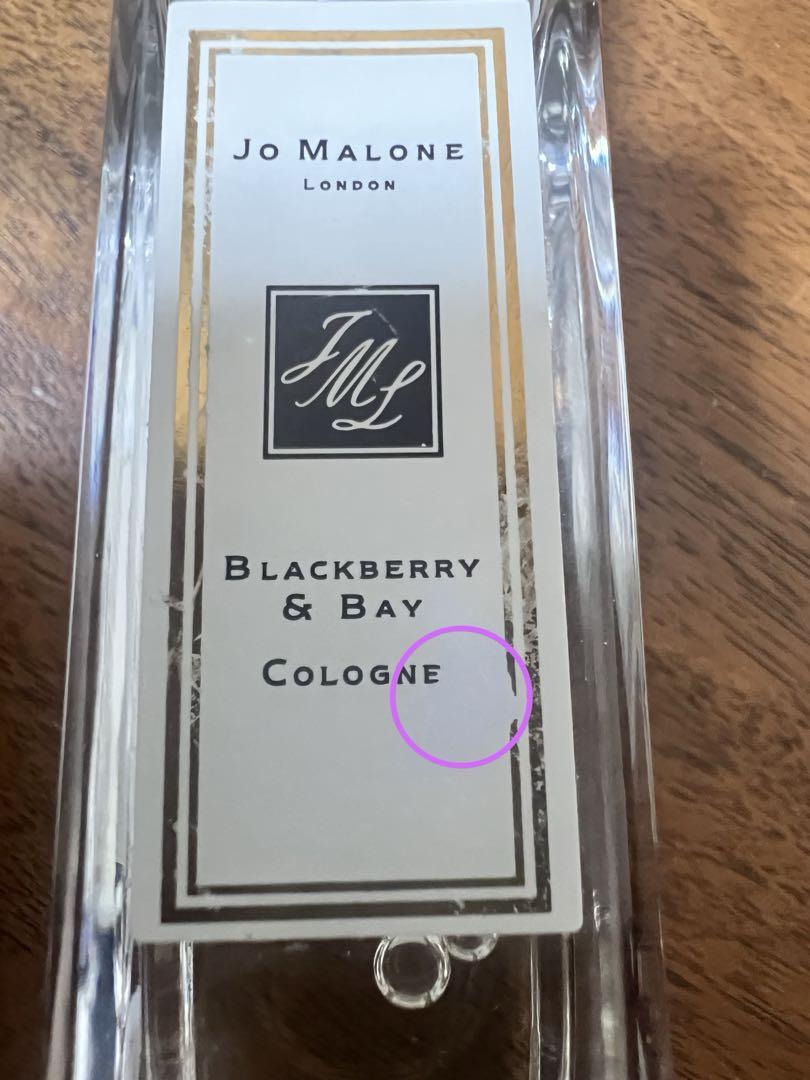 JO MALONE
LONDON
JML
BLACKBERRY
& BAY
COLOGNE